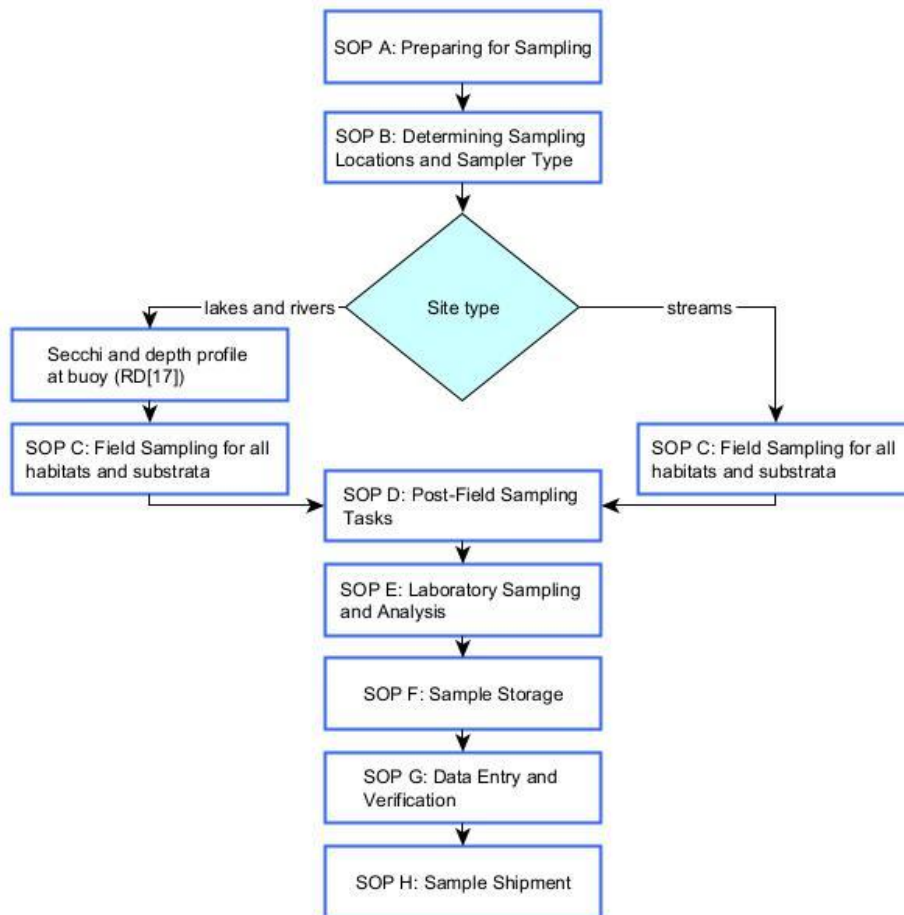 SOP A: Preparing for Sampling
SOP B: Determining Sampling
Locations and Sampler Type
Site type
lakes and rivers
streams
Secchi and depth profile
at buoy (RD[17])
SOP C: Field Sampling for all
habitats and substrata
SOP C: Field Sampling for all
habitats and substrata
SOP D: Post-Field Sampling
Tasks
SOP E: Laboratory Sampling
and Analysis
SOP F: Sample Storage
SOP G: Data Entry and
Verification
SOP H: Sample Shipment